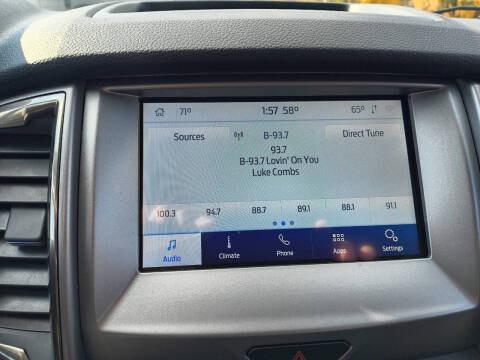 71° 1:57 58° 65°
Sources B-93.7 Direct Tune
93.7
B-93.7 Lovin' On You
Luke Combs
100.3 94.7 88.7 89.1 88.1 91.1
Audio Climate Phone Apps Settings